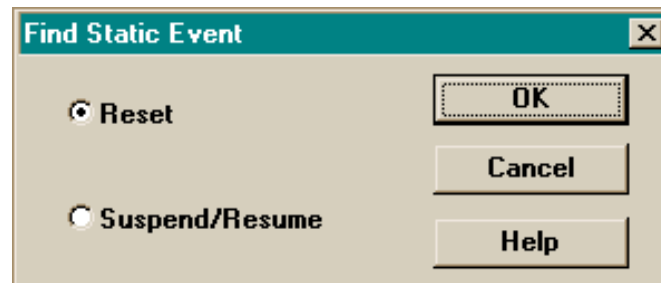 Find Static Event
Reset
OK
Cancel
Suspend/Resume
Help